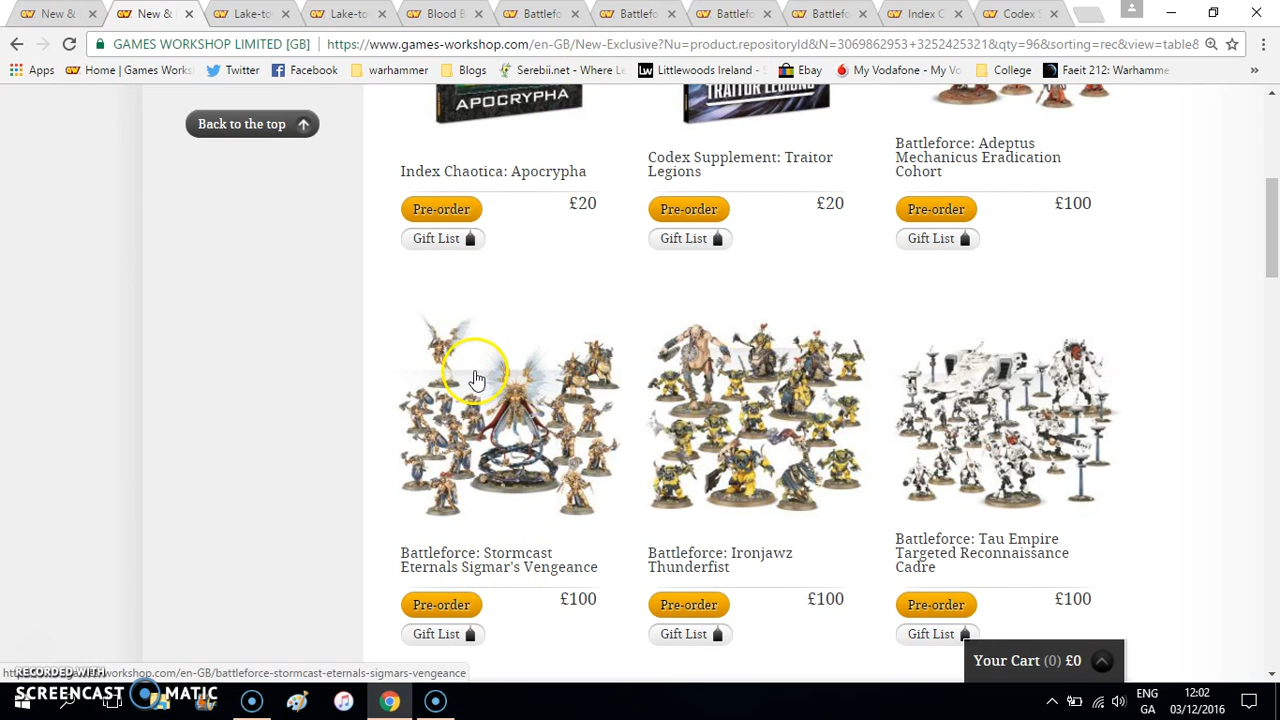 New &
New &
Lake-to
Lake-to
Blood B
Battlefo
Battlefo
Battlefo
Battlefo
Index C
Codex S
GAMES WORKSHOP LIMITED [GB]
https://www.games-workshop.com/en-GB/New-Exclusive?Nu=product.repositoryId&N=3069862953+3252425321&qty=96&sorting=rec&view=table&
Apps
Home | Games Works
Twitter
Facebook
warhammer
Blogs
Serebii.net - Where Le
Littlewoods Ireland -
Ebay
My Vodafone - My Vo
College
Faeit 212: Warhamme
»
Back to the top
APOCRYPHA
TRAITOR LEGIONS
Index Chaotica: Apocrypha
Codex Supplement: Traitor
Legions
Battleforce: Adeptus
Mechanicus Eradication
Cohort
Pre-order
£20
Pre-order
£20
Pre-order
£100
Gift List
Gift List
Gift List
Battleforce: Stormcast
Eternals Sigmar's Vengeance
Battleforce: Ironjawz
Thunderfist
Battleforce: Tau Empire
Targeted Reconnaissance
Cadre
Pre-order
£100
Pre-order
£100
Pre-order
£100
Gift List
Gift List
Gift List
Your Cart (0) £0
workshop.com/en-GB/battleforce-stormcast-eternals-sigmars-vengeance
RECORDED WITH
SCREENCAST MATIC
ENG
GA
12:02
03/12/2016